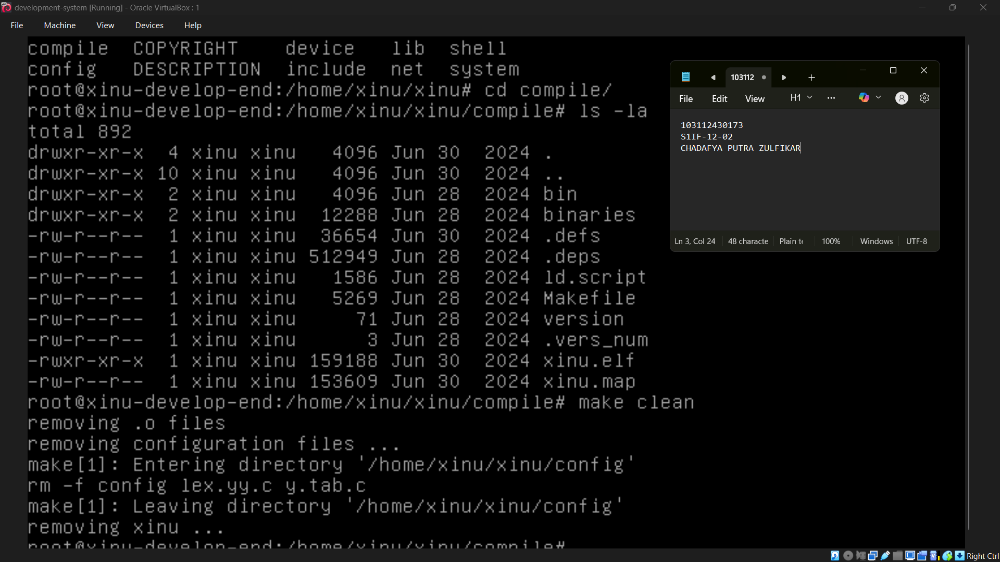 development-system [Running] - Oracle VirtualBox : 1
File Machine View Devices Help
compile COPYRIGHT device lib shell
config DESCRIPTION include net system
root@xinu-develop-end:/home/xinu/xinu# cd compile/
root@xinu-develop-end:/home/xinu/xinu/compile# ls -la
total 892
drwxr-xr-x 4 xinu xinu 4096 Jun 30 2024 .
drwxr-xr-x 10 xinu xinu 4096 Jun 30 2024 ..
drwxr-xr-x 2 xinu xinu 4096 Jun 28 2024 bin
drwxr-xr-x 2 xinu xinu 12288 Jun 28 2024 binaries
-rw-r--r-- 1 xinu xinu 36654 Jun 30 2024 .defs
-rw-r--r-- 1 xinu xinu 512949 Jun 28 2024 .deps
-rw-r--r-- 1 xinu xinu 1586 Jun 28 2024 ld.script
-rw-r--r-- 1 xinu xinu 5269 Jun 28 2024 Makefile
-rw-r--r-- 1 xinu xinu 71 Jun 28 2024 version
-rw-r--r-- 1 xinu xinu 3 Jun 28 2024 .vers_num
-rwxr-xr-x 1 xinu xinu 159188 Jun 30 2024 xinu.elf
-rw-r--r-- 1 xinu xinu 153609 Jun 30 2024 xinu.map
root@xinu-develop-end:/home/xinu/xinu/compile# make clean
removing .o files
removing configuration files ...
make[1]: Entering directory '/home/xinu/xinu/config'
rm -f config lex.yy.c y.tab.c
make[1]: Leaving directory '/home/xinu/xinu/config'
removing xinu ...
root@xinu-develop-end:/home/xinu/xinu/compile#
103112
File Edit View H1 ...
103112430173
S1IF-12-02
CHADAFYA PUTRA ZULFIKAR
Ln 3, Col 24 48 characte Plain t Windows 100% UTF-8
Right Ctrl